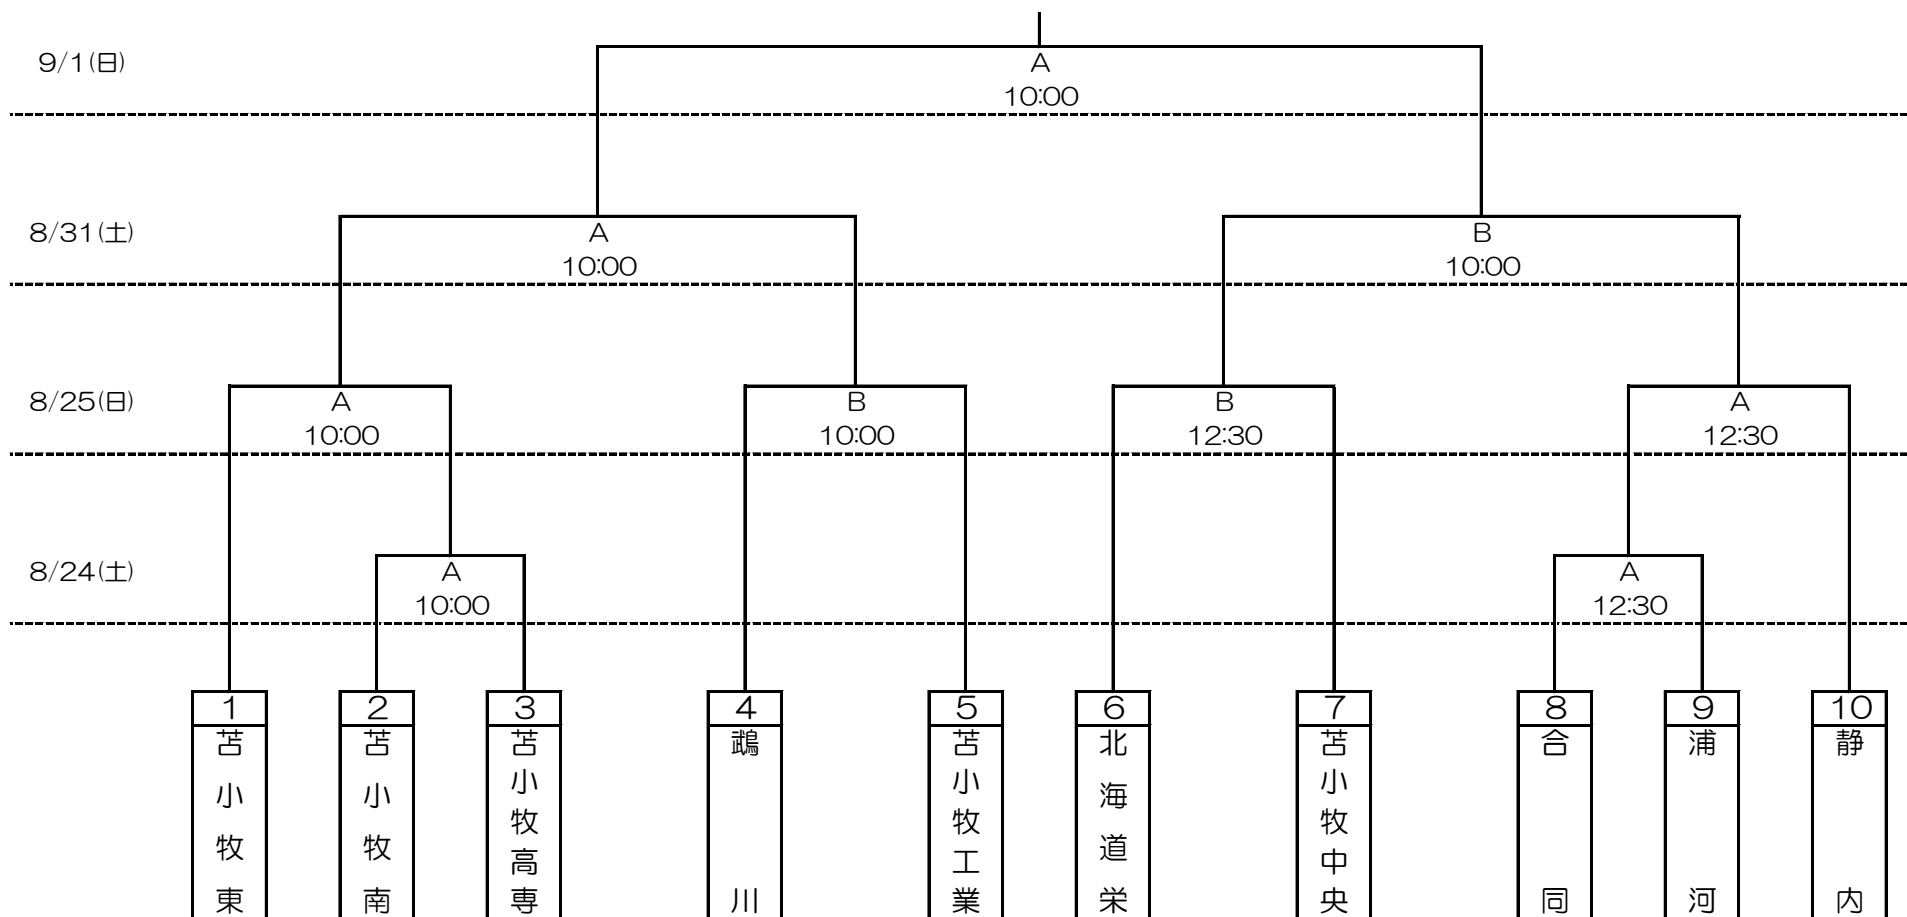 9/1(日)
A
10:00
8/31(土)
A
10:00
B
10:00
8/25(日)
A
10:00
B
10:00
B
12:30
A
12:30
8/24(土)
A
10:00
A
12:30
1
苫小牧東
2
苫小牧南
3
苫小牧高専
4
鵡川
5
苫小牧工業
6
北海道栄
7
苫小牧中央
8
合同
9
浦河
10
静内